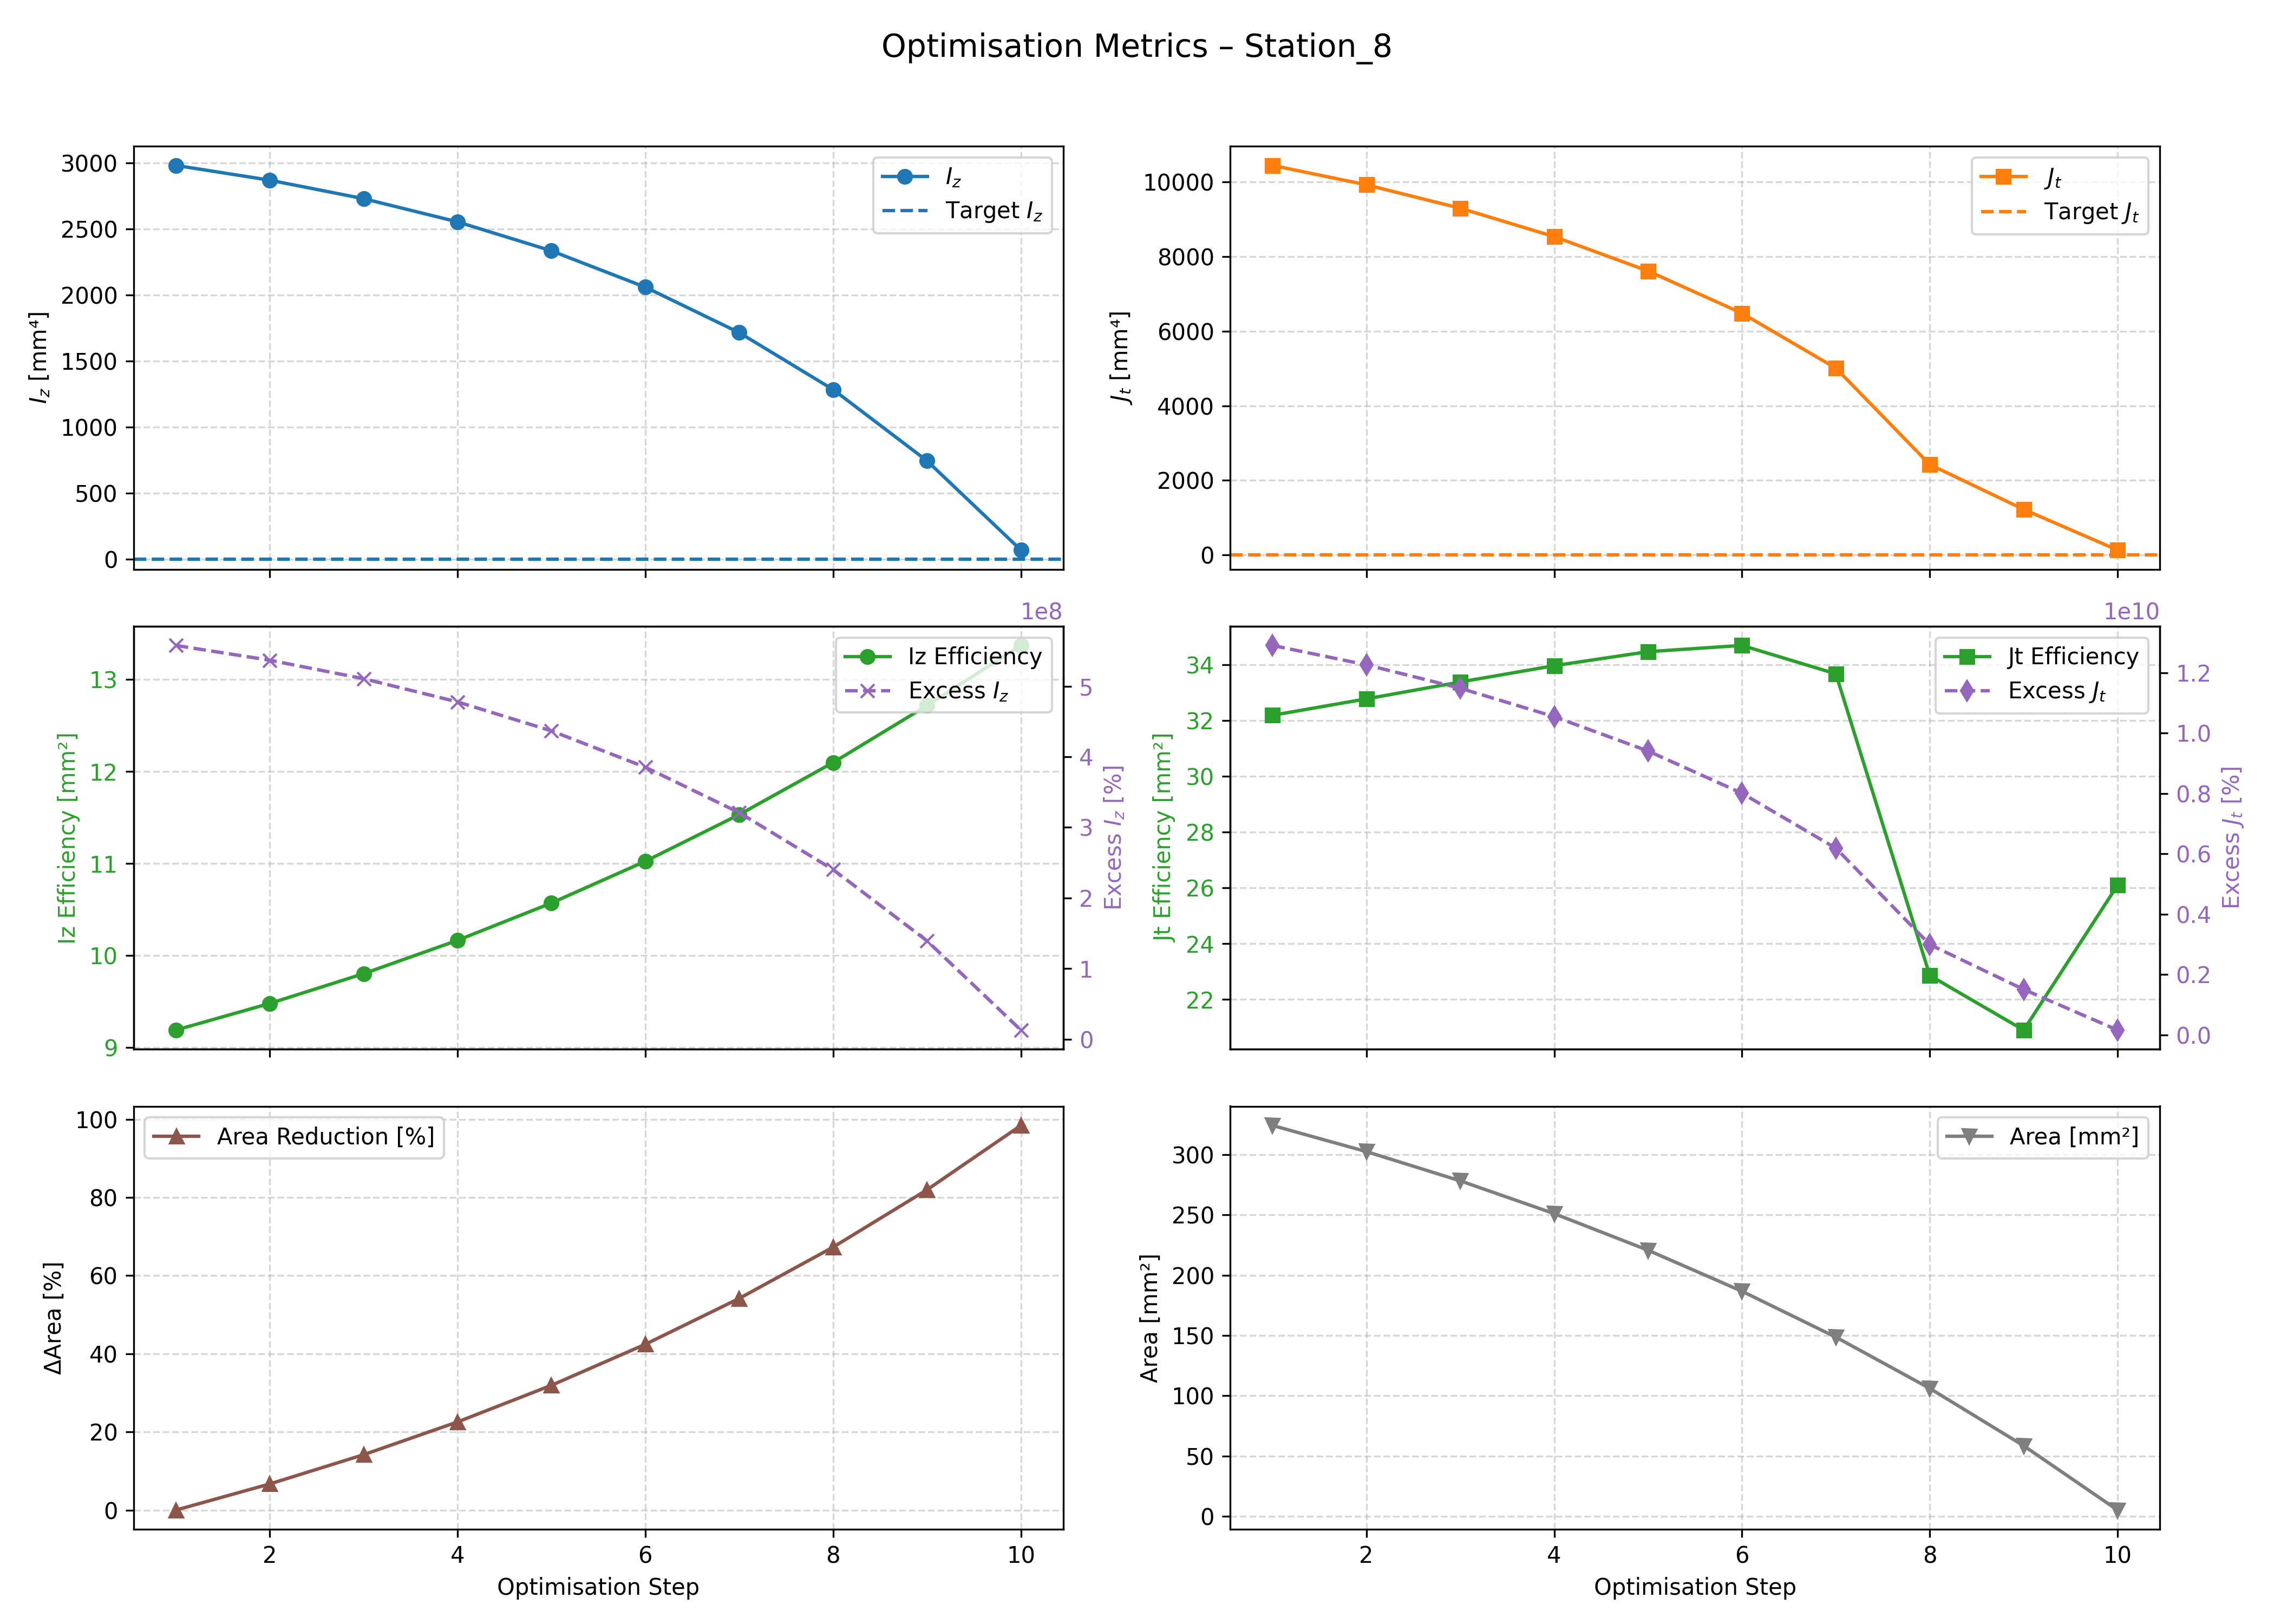 Optimisation Metrics – Station_8
3000
2500
2000
1500
1000
500
0
I_z [mm⁴]
I_z
Target I_z
10000
8000
6000
4000
2000
0
J_t [mm⁴]
J_t
Target J_t
1e8
13
12
11
10
9
Iz Efficiency [mm²]
Iz Efficiency
Excess I_z
5
4
3
2
1
0
Excess I_z [%]
1e10
34
32
30
28
26
24
22
Jt Efficiency [mm²]
Jt Efficiency
Excess J_t
1.2
1.0
0.8
0.6
0.4
0.2
0.0
Excess J_t [%]
100
80
60
40
20
0
ΔArea [%]
Area Reduction [%]
2 4 6 8 10
Optimisation Step
300
250
200
150
100
50
0
Area [mm²]
Area [mm²]
2 4 6 8 10
Optimisation Step